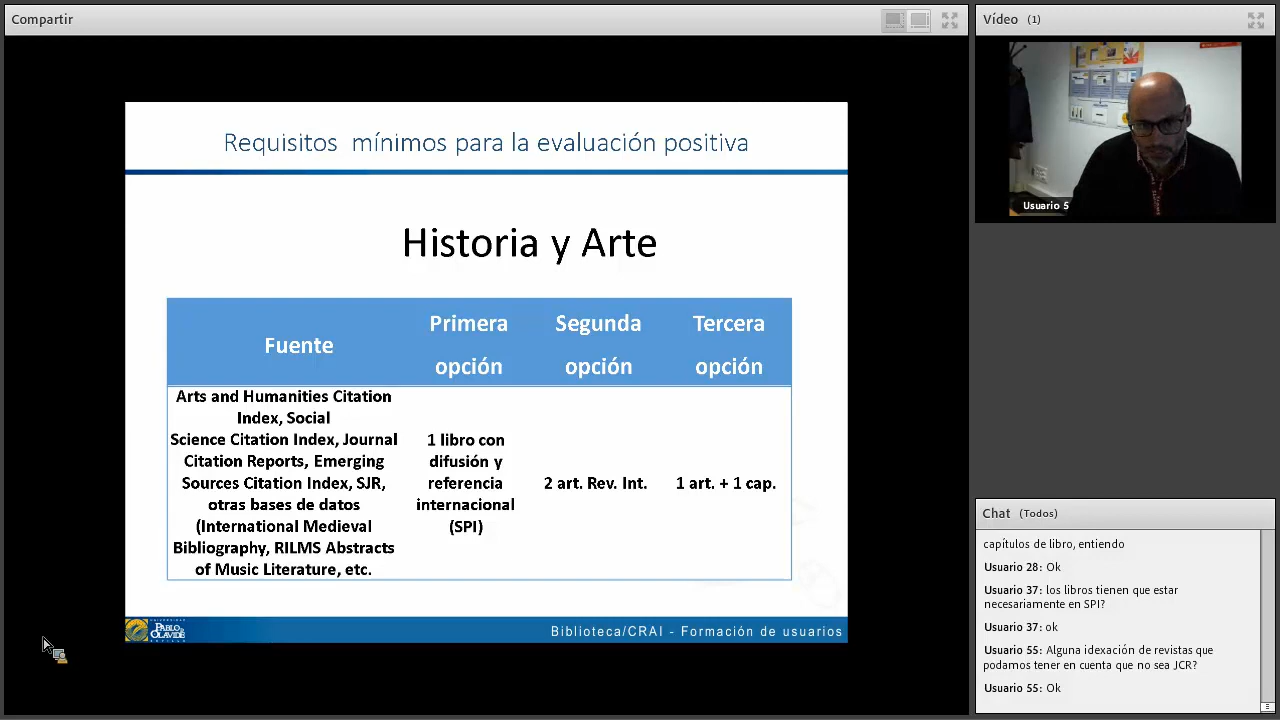 Compartir
Requisitos mínimos para la evaluación positiva
Historia y Arte
Fuente
Primera
opción
Segunda
opción
Tercera
opción
Arts and Humanities Citation
Index, Social
Science Citation Index, Journal
Citation Reports, Emerging
Sources Citation Index, SJR,
otras bases de datos
(International Medieval
Bibliography, RILMS Abstracts
of Music Literature, etc.
1 libro con
difusión y
referencia
internacional
(SPI)
2 art. Rev. Int.
1 art. + 1 cap.
UNIVERSIDAD
PABLO DE
OLAVIDE
SEVILLA
Biblioteca/CRAI - Formación de usuarios
Vídeo (1)
Usuario 5
Chat (Todos)
capítulos de libro, entiendo
Usuario 28: Ok
Usuario 37: los libros tienen que estar
necesariamente en SPI?
Usuario 37: ok
Usuario 55: Alguna idexación de revistas que
podamos tener en cuenta que no sea JCR?
Usuario 55: Ok